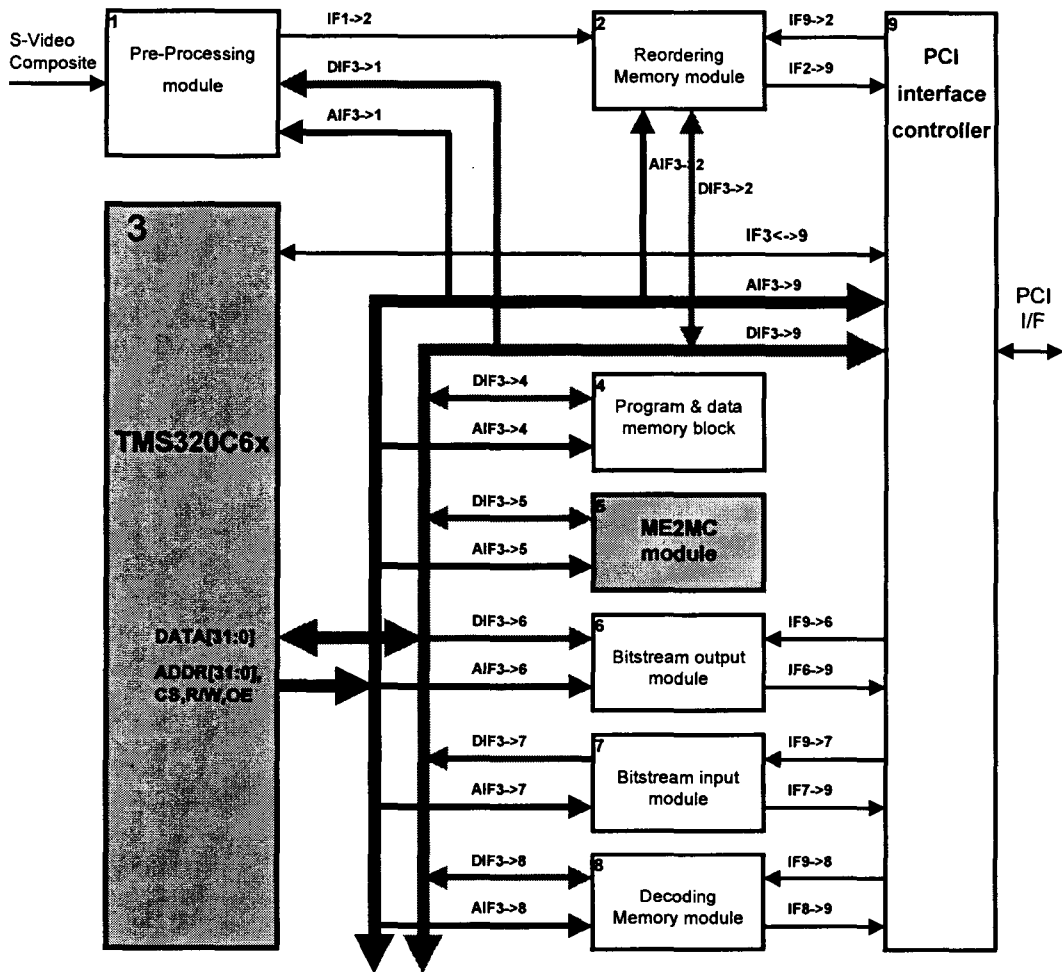 1
IF1->2
2
IF9->2
9
S-Video
Composite
Pre-Processing
module
DIF3->1
AIF3->1
Reordering
Memory module
IF2->9
PCI
interface
controller
AIF3->2
DIF3->2
3
IF3<->9
AIF3->9
PCI
I/F
DIF3->9
TMS320C6x
DIF3->4
AIF3->4
4
Program & data
memory block
DIF3->5
AIF3->5
5
ME2MC
module
DATA[31:0]
ADDR[31:0],
CS,R/W,OE
DIF3->6
AIF3->6
6
Bitstream output
module
IF9->6
IF6->9
DIF3->7
AIF3->7
7
Bitstream input
module
IF9->7
IF7->9
DIF3->8
AIF3->8
8
Decoding
Memory module
IF9->8
IF8->9